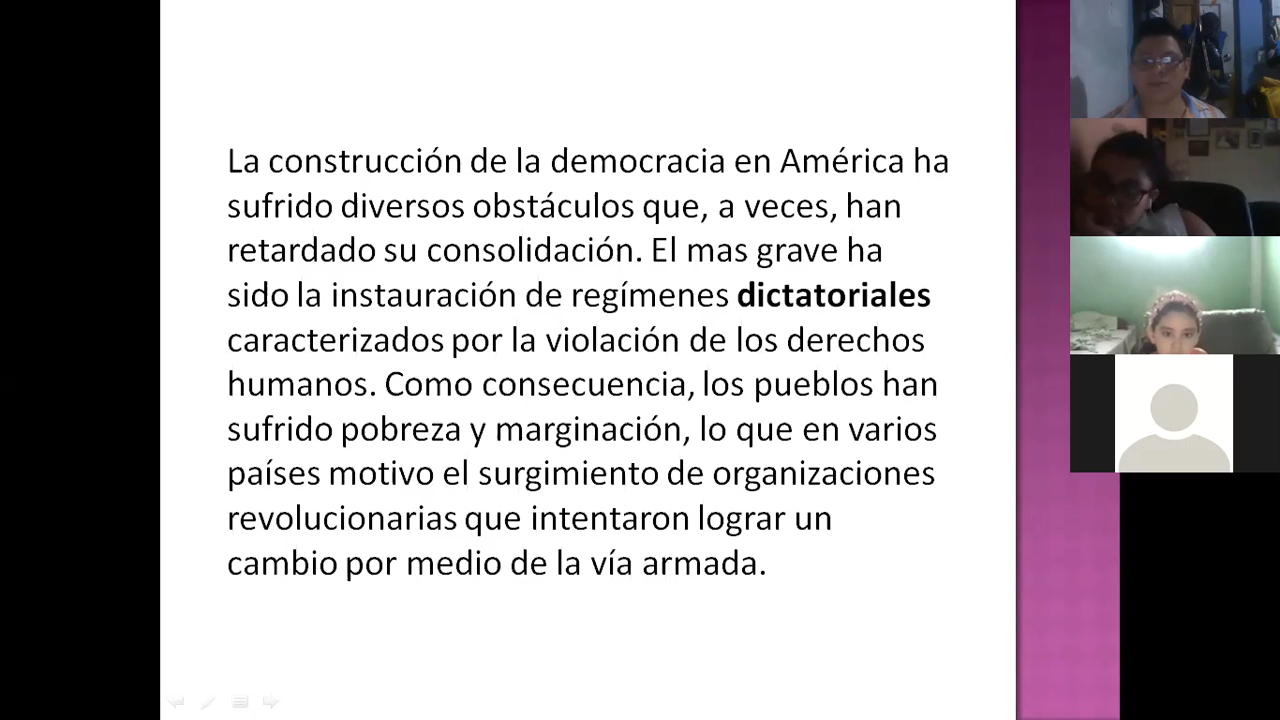 La construcción de la democracia en América ha
sufrido diversos obstáculos que, a veces, han
retardado su consolidación. El mas grave ha
sido la instauración de regímenes dictatoriales
caracterizados por la violación de los derechos
humanos. Como consecuencia, los pueblos han
sufrido pobreza y marginación, lo que en varios
países motivo el surgimiento de organizaciones
revolucionarias que intentaron lograr un
cambio por medio de la vía armada.